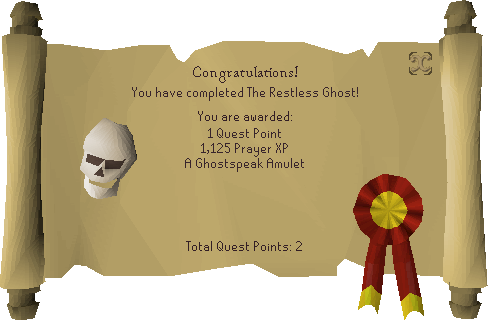 Congratulations!
You have completed The Restless Ghost!
You are awarded:
1 Quest Point
1,125 Prayer XP
A Ghostspeak Amulet
Total Quest Points: 2